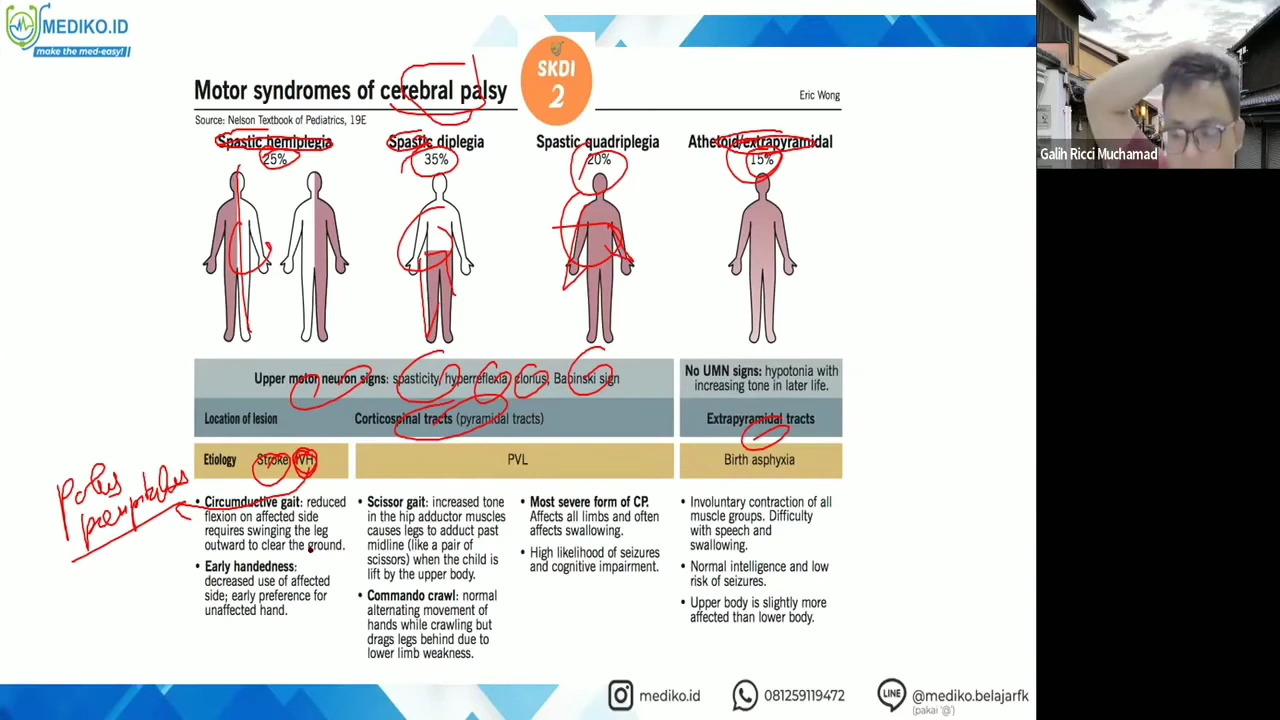 MEDIKO.ID
make the med-easy!
SKDI
2
Motor syndromes of cerebral palsy
Eric Wong
Source: Nelson Textbook of Pediatrics, 19E
Spastic hemiplegia
25%
Spastic diplegia
35%
Spastic quadriplegia
20%
Athetoid/extrapyramidal
15%
Galih Ricci Muchamad
Upper motor neuron signs: spasticity, hyperreflexia, clonus, Babinski sign
No UMN signs: hypotonia with
increasing tone in later life.
Location of lesion
Corticospinal tracts (pyramidal tracts)
Extrapyramidal tracts
Etiology
Stroke, IVH
PVL
Birth asphyxia
• Circumductive gait: reduced
flexion on affected side
requires swinging the leg
outward to clear the ground.
• Early handedness:
decreased use of affected
side; early preference for
unaffected hand.
• Scissor gait: increased tone
in the hip adductor muscles
causes legs to adduct past
midline (like a pair of
scissors) when the child is
lift by the upper body.
• Commando crawl: normal
alternating movement of
hands while crawling but
drags legs behind due to
lower limb weakness.
• Most severe form of CP.
Affects all limbs and often
affects swallowing.
• High likelihood of seizures
and cognitive impairment.
• Involuntary contraction of all
muscle groups. Difficulty
with speech and
swallowing.
• Normal intelligence and low
risk of seizures.
• Upper body is slightly more
affected than lower body.
mediko.id
081259119472
LINE
@mediko.belajarfk
(pakai '@')